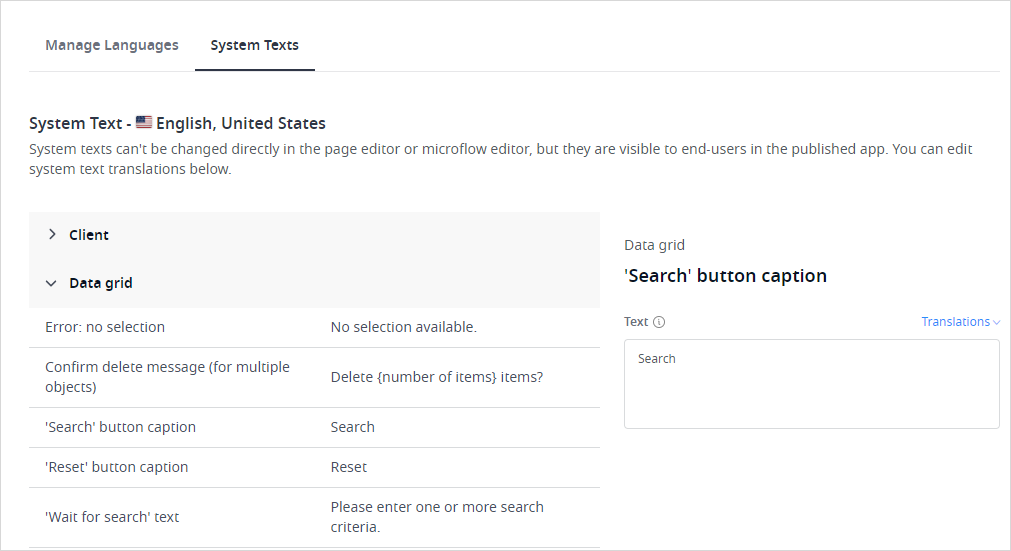 Manage Languages System Texts
System Text - English, United States
System texts can't be changed directly in the page editor or microflow editor, but they are visible to end-users in the published app. You can edit
system text translations below.
Client
Data grid
Error: no selection No selection available.
Confirm delete message (for multiple
objects) Delete {number of items} items?
'Search' button caption Search
'Reset' button caption Reset
'Wait for search' text Please enter one or more search
criteria.
Data grid
'Search' button caption
Text Translations
Search